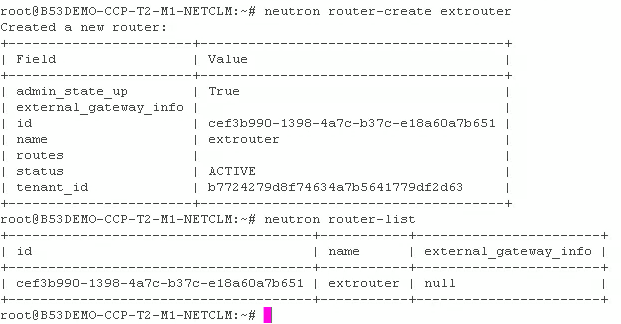 root@B53DEMO-CCP-T2-M1-NETCLM:~# neutron router-create extrouter
Created a new router:
+-----------------------+--------------------------------------+
| Field                 | Value                                |
+-----------------------+--------------------------------------+
| admin_state_up        | True                                 |
| external_gateway_info |                                      |
| id                    | cef3b990-1398-4a7c-b37c-e18a60a7b651 |
| name                  | extrouter                            |
| routes                |                                      |
| status                | ACTIVE                               |
| tenant_id             | b7724279d8f74634a7b5641779df2d63     |
+-----------------------+--------------------------------------+
root@B53DEMO-CCP-T2-M1-NETCLM:~# neutron router-list
+--------------------------------------+-----------+-----------------------+
| id                                   | name      | external_gateway_info |
+--------------------------------------+-----------+-----------------------+
| cef3b990-1398-4a7c-b37c-e18a60a7b651 | extrouter | null                  |
+--------------------------------------+-----------+-----------------------+
root@B53DEMO-CCP-T2-M1-NETCLM:~#